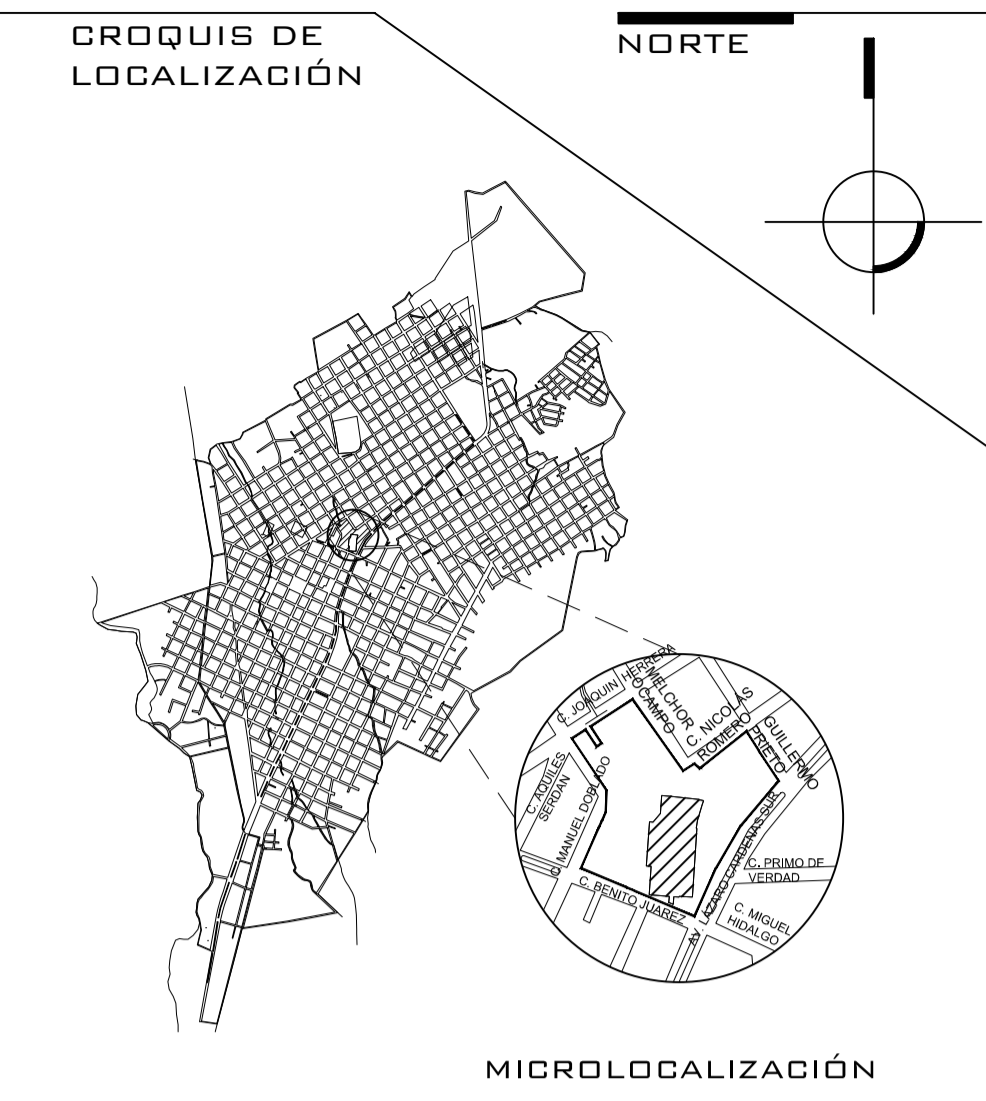 CROQUIS DE
LOCALIZACIÓN
NORTE
C. JOAQUIN HERRERA
MELCHOR
OCAMPO
C. NICOLAS
ROMERO
GUILLERMO
PRIETO
C. AQUILES
SERDAN
C. MANUEL DOBLADO
AV. LAZARO CARDENAS SUR
C. PRIMO DE
VERDAD
C. BENITO JUAREZ
C. MIGUEL
HIDALGO
MICROLOCALIZACIÓN